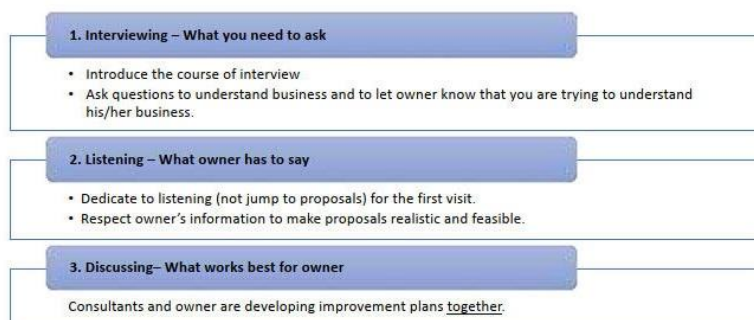 1. Interviewing – What you need to ask
• Introduce the course of interview
• Ask questions to understand business and to let owner know that you are trying to understand
his/her business.
2. Listening – What owner has to say
• Dedicate to listening (not jump to proposals) for the first visit.
• Respect owner's information to make proposals realistic and feasible.
3. Discussing– What works best for owner
Consultants and owner are developing improvement plans together.